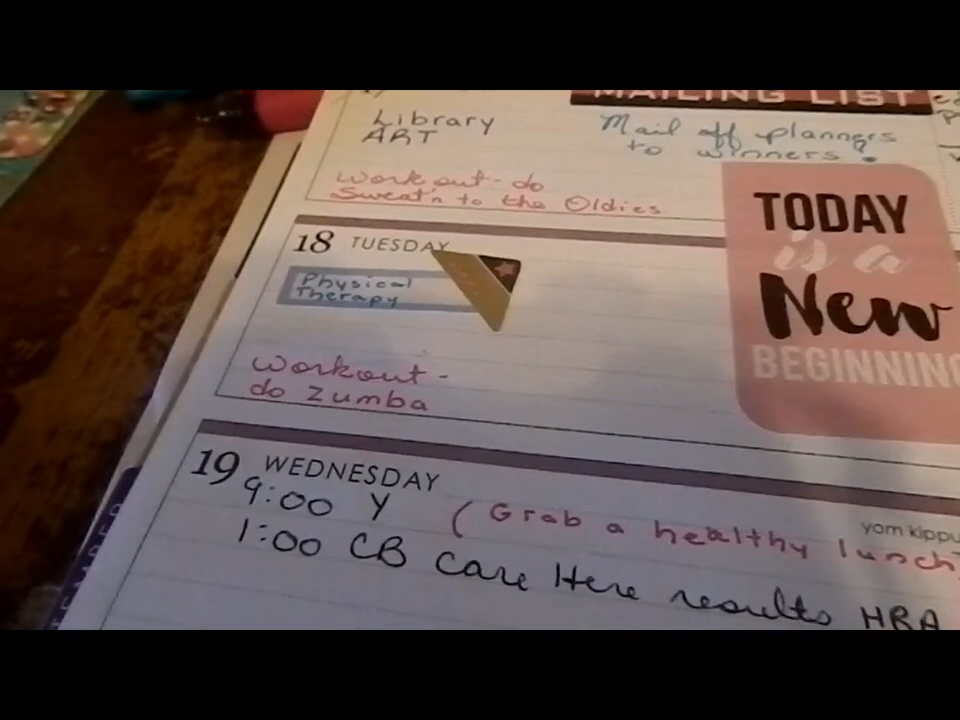 MAILING LIST
Library
ART
Mail off planners
to winners!
Workout-do
Sweat'n to the Oldies
18 TUESDAY
Physical
Therapy
Workout-
do Zumba
TODAY
is a
New
BEGINNING
19 WEDNESDAY
yom kippu
9:00 Y (Grab a healthy lunch)
1:00 CB Care Here results HRA